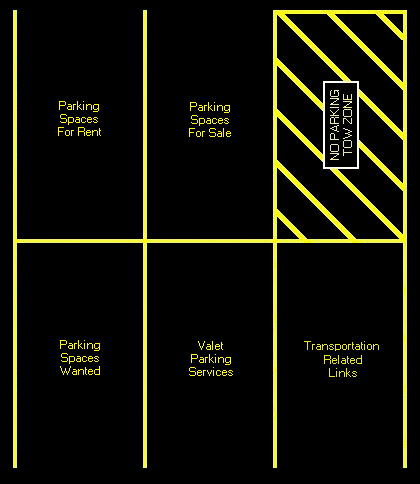 Parking
Spaces
For Rent
Parking
Spaces
For Sale
NO PARKING
TOW ZONE
Parking
Spaces
Wanted
Valet
Parking
Services
Transportation
Related
Links